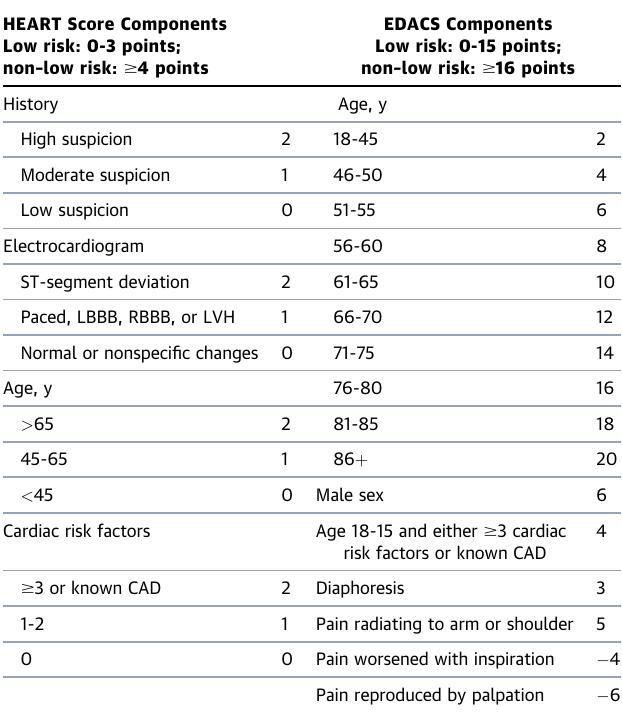 HEART Score Components
Low risk: 0-3 points;
non-low risk: ≥4 points
History
High suspicion 2
Moderate suspicion 1
Low suspicion 0
Electrocardiogram
ST-segment deviation 2
Paced, LBBB, RBBB, or LVH 1
Normal or nonspecific changes 0
Age, y
>65 2
45-65 1
<45 0
Cardiac risk factors
≥3 or known CAD 2
1-2 1
0 0
EDACS Components
Low risk: 0-15 points;
non-low risk: ≥16 points
Age, y
18-45 2
46-50 4
51-55 6
56-60 8
61-65 10
66-70 12
71-75 14
76-80 16
81-85 18
86+ 20
Male sex 6
Age 18-15 and either ≥3 cardiac 4
risk factors or known CAD
Diaphoresis 3
Pain radiating to arm or shoulder 5
Pain worsened with inspiration −4
Pain reproduced by palpation −6